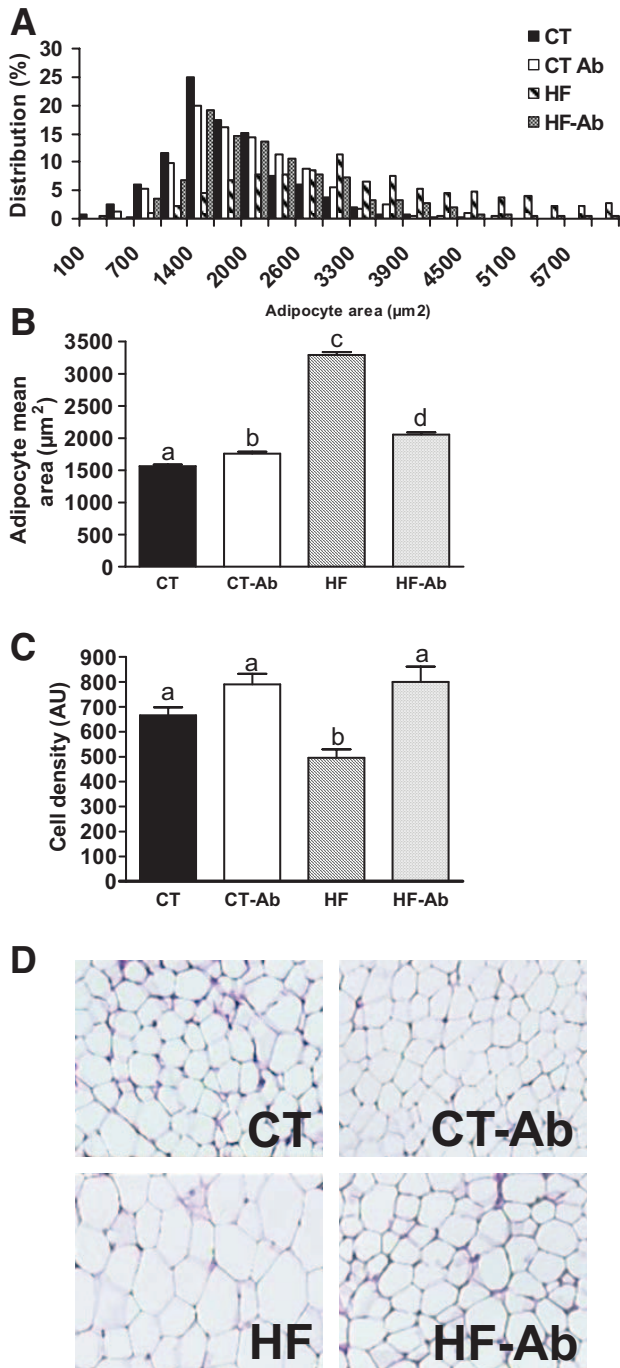 A
CT
CT Ab
HF
HF-Ab
Distribution (%)
30
25
20
15
10
5
0
100
700
1400
2000
2600
3300
3900
4500
5100
5700
Adipocyte area (µm2)
B
Adipocyte mean
area (µm²)
3500
3000
2500
2000
1500
1000
500
0
a
b
c
d
CT
CT-Ab
HF
HF-Ab
C
Cell density (AU)
900
800
700
600
500
400
300
200
100
0
a
a
b
a
CT
CT-Ab
HF
HF-Ab
D
CT
CT-Ab
HF
HF-Ab